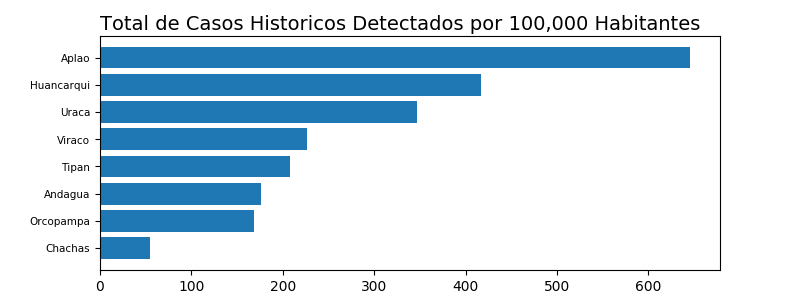 Total de Casos Historicos Detectados por 100,000 Habitantes
Aplao
Huancarqui
Uraca
Viraco
Tipan
Andagua
Orcopampa
Chachas
0 100 200 300 400 500 600